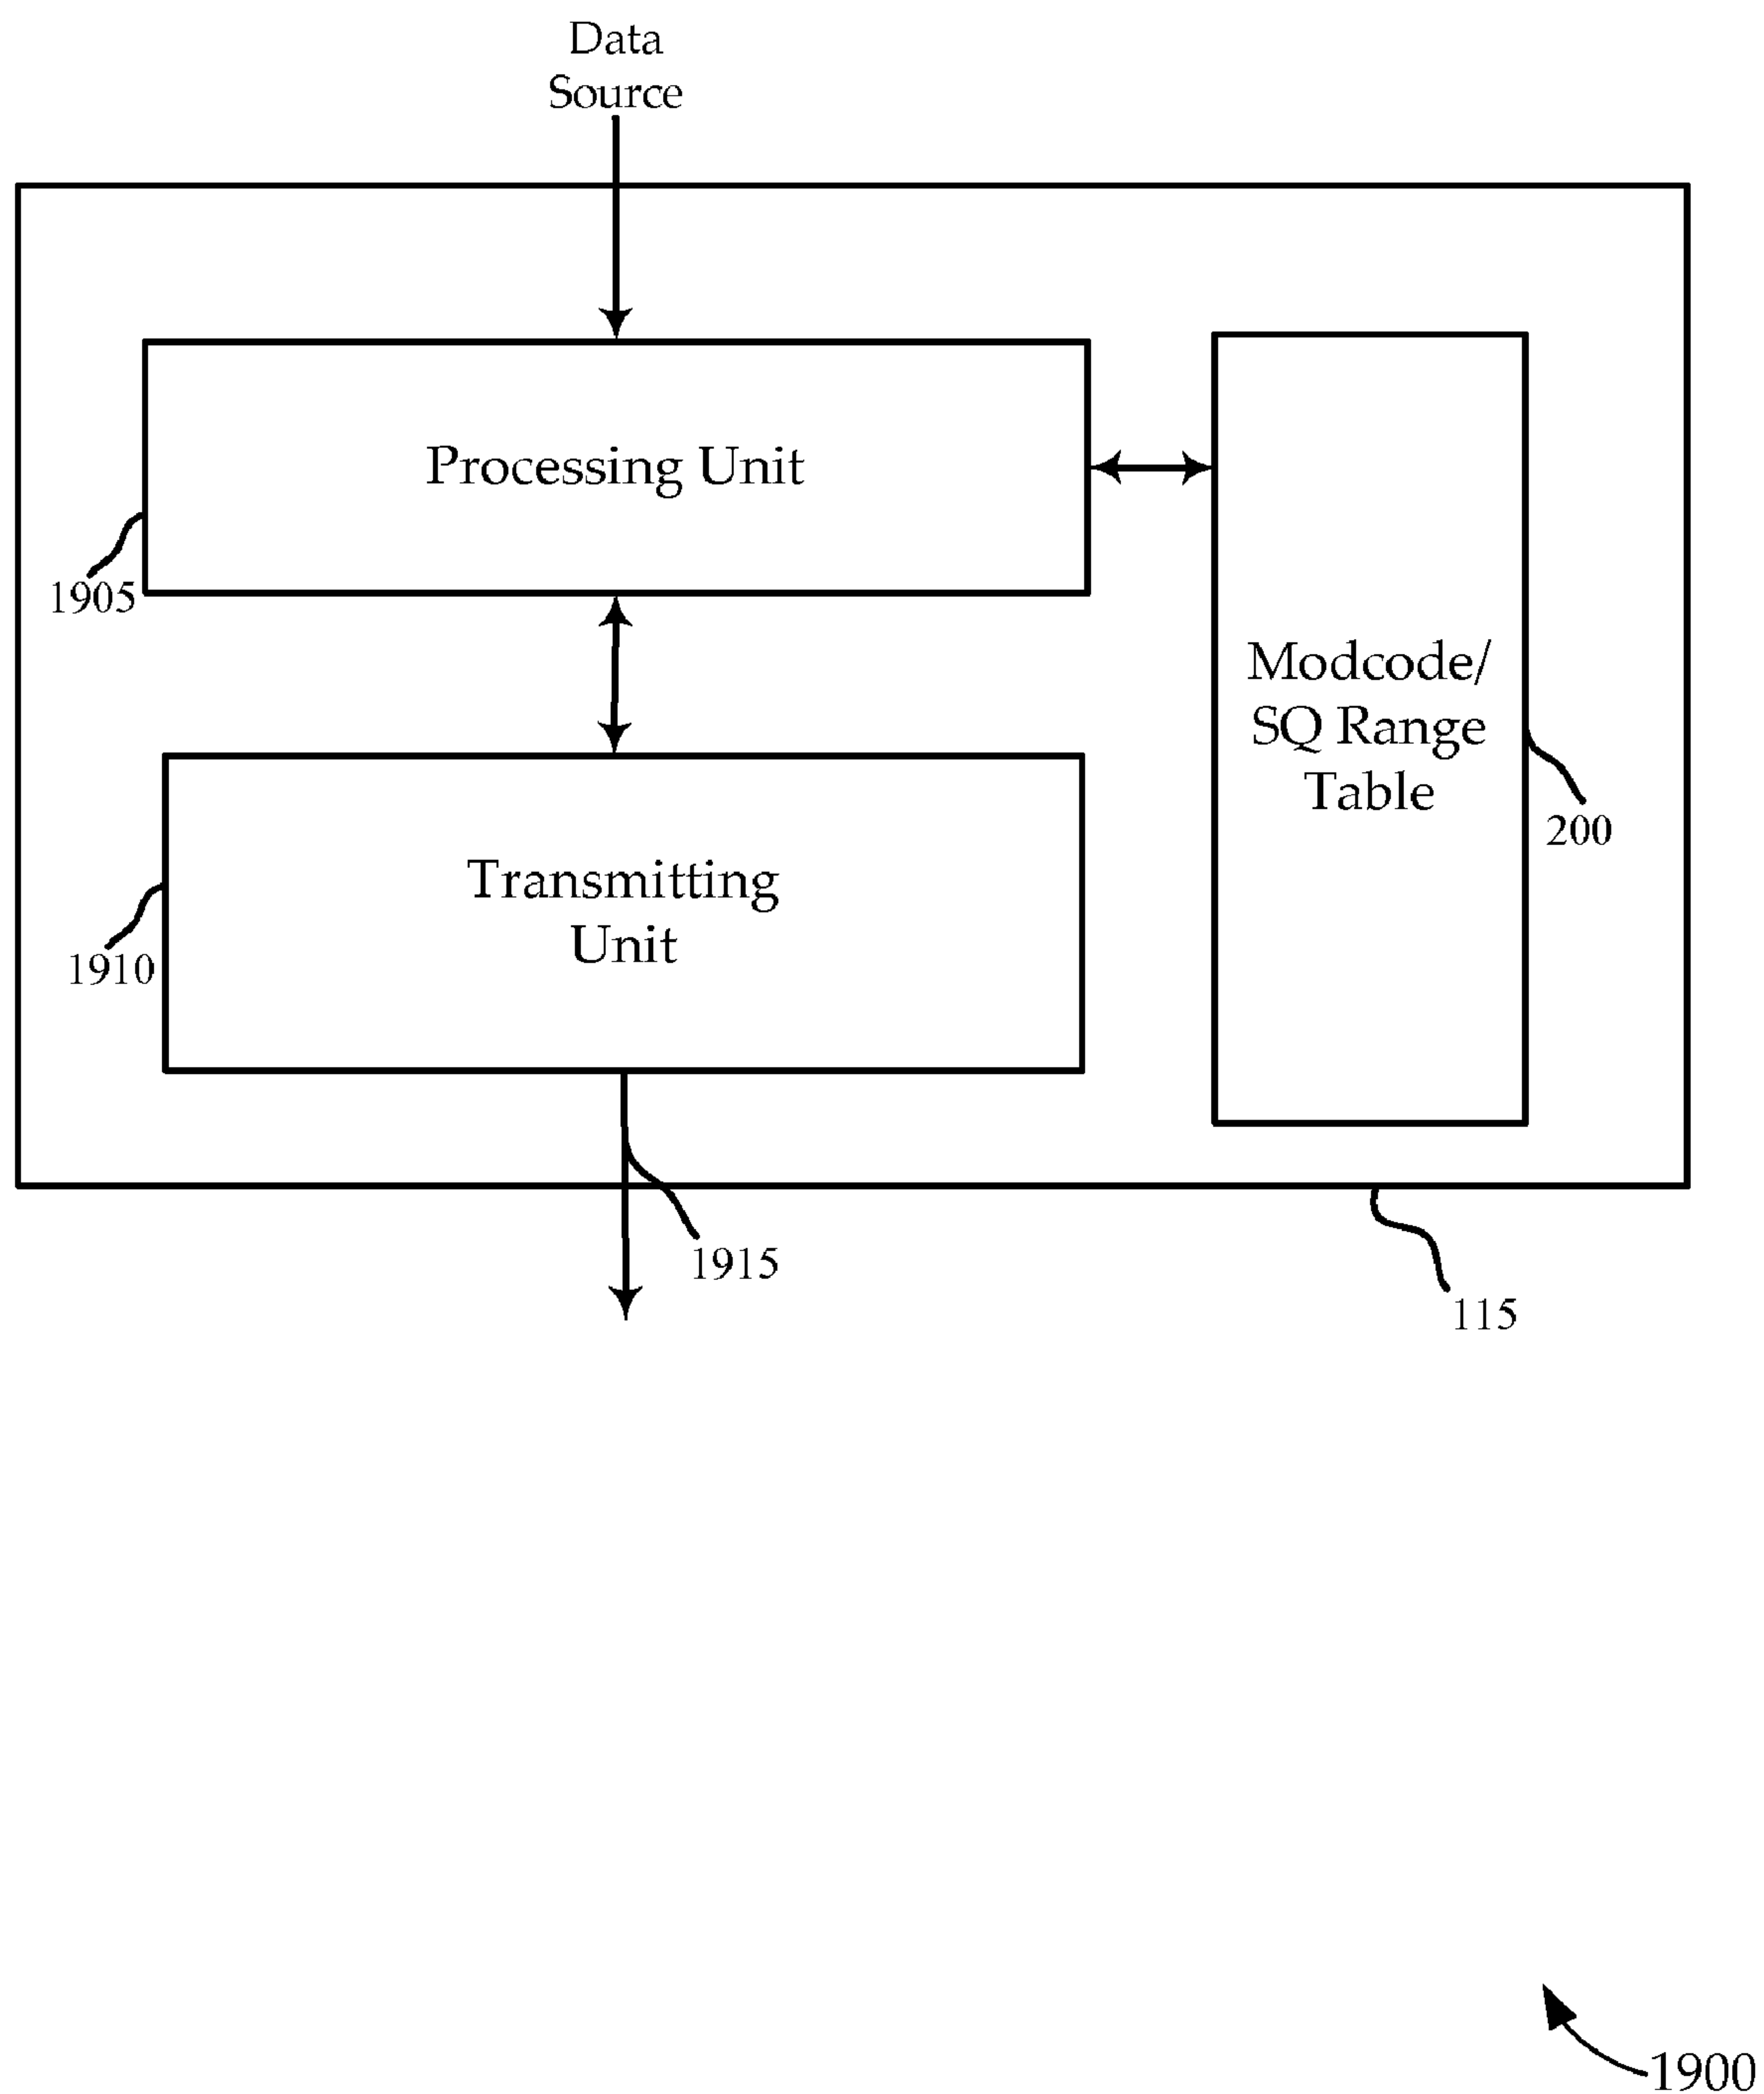 Data
Source
Processing Unit
1905
Modcode/
SQ Range
Table
200
Transmitting
Unit
1910
1915
115
1900